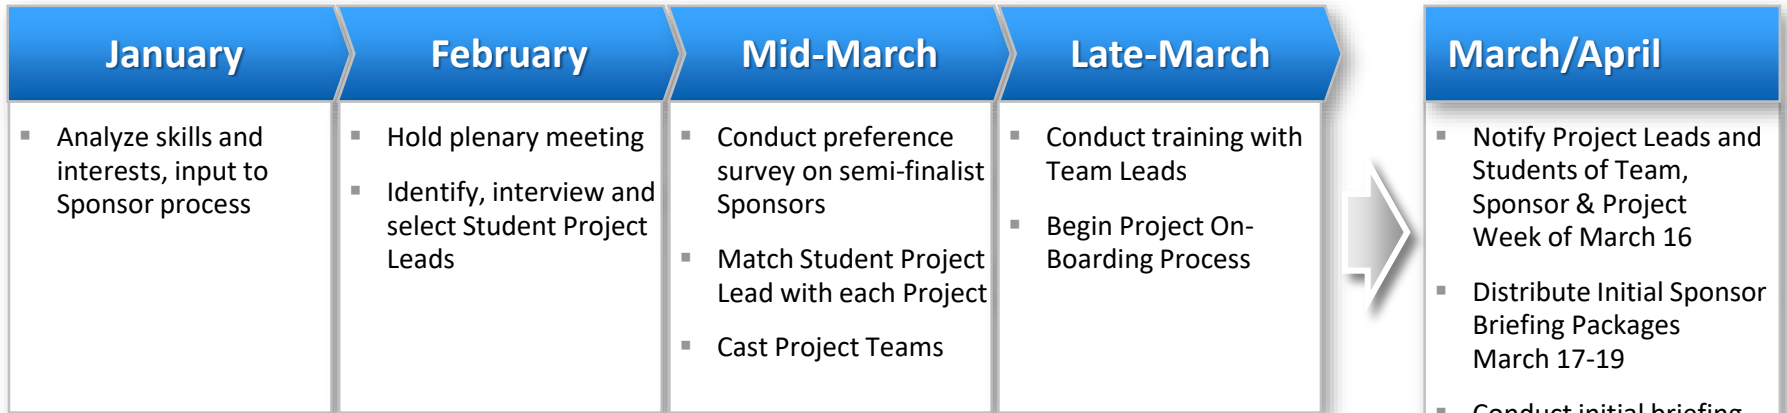 January
Analyze skills and
interests, input to
Sponsor process
February
Hold plenary meeting
Identify, interview and
select Student Project
Leads
Mid-March
Conduct preference
survey on semi-finalist
Sponsors
Match Student Project
Lead with each Project
Cast Project Teams
Late-March
Conduct training with
Team Leads
Begin Project On-
Boarding Process
March/April
Notify Project Leads and
Students of Team,
Sponsor & Project
Week of March 16
Distribute Initial Sponsor
Briefing Packages
March 17-19
Conduct initial briefing